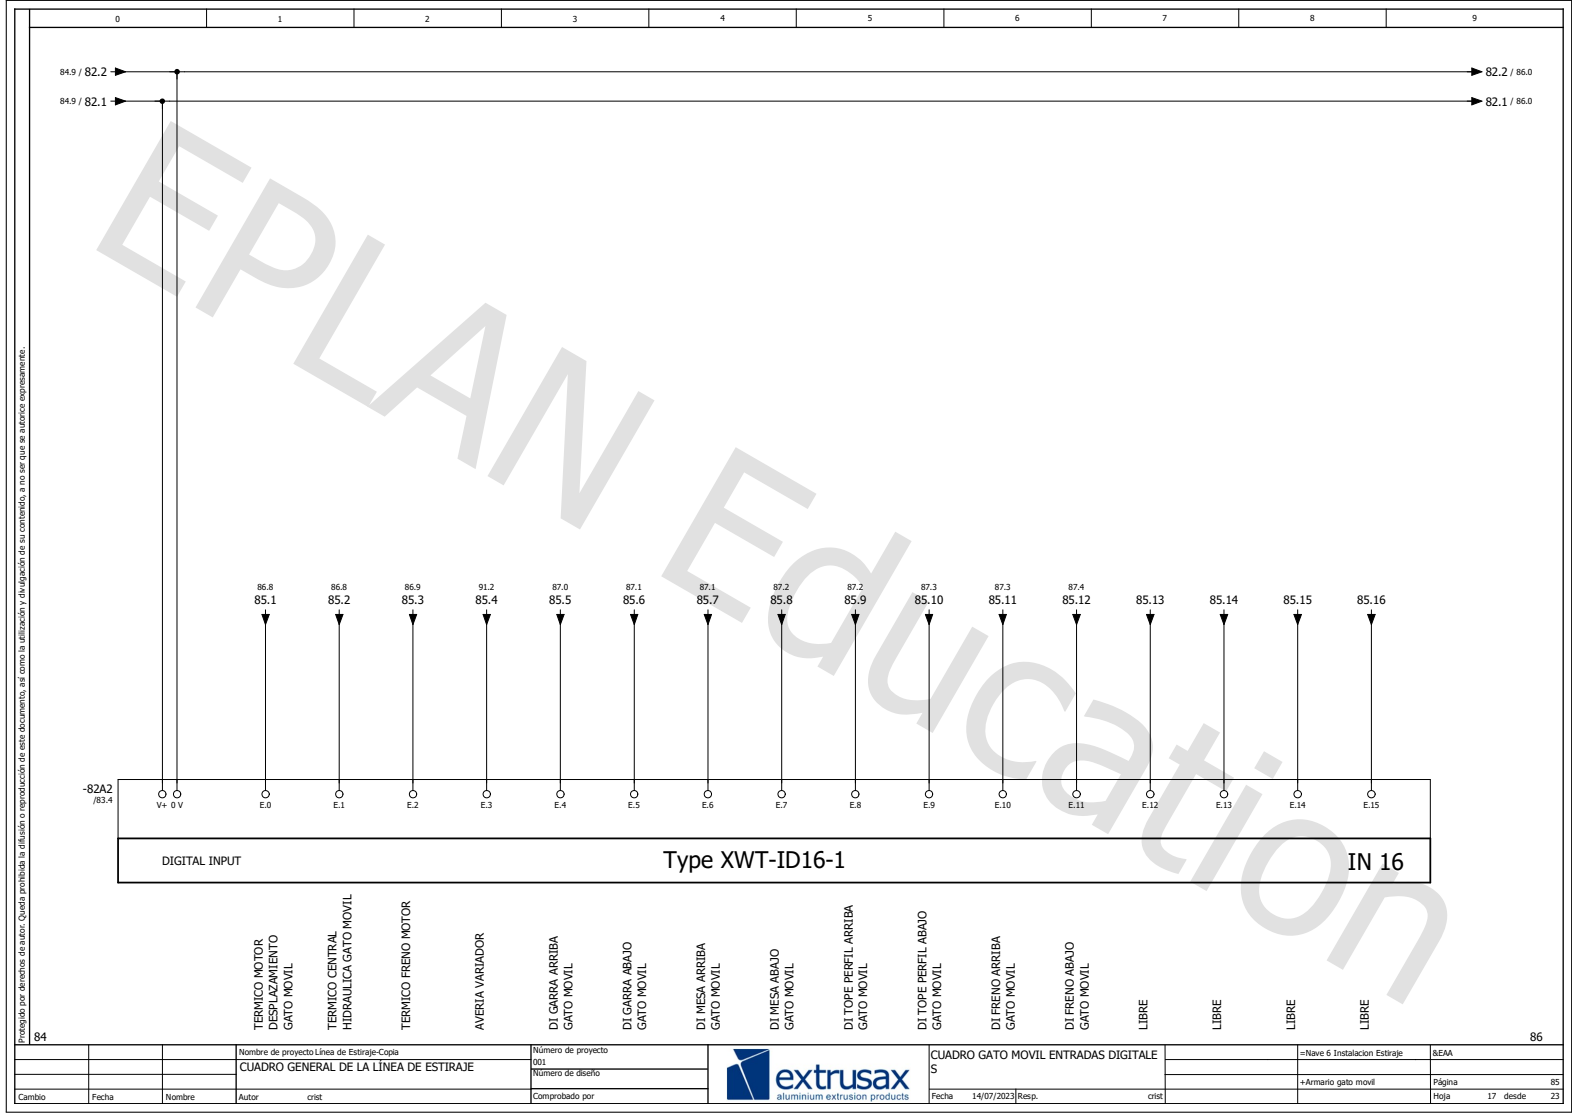 0 1 2 3 4 5 6 7 8 9
84.9 / 82.2 82.2 / 86.0
84.9 / 82.1 82.1 / 86.0
EPLAN Education
86.8 86.8 86.9 91.2 87.0 87.1 87.1 87.2 87.2 87.3 87.3 87.4
85.1 85.2 85.3 85.4 85.5 85.6 85.7 85.8 85.9 85.10 85.11 85.12 85.13 85.14 85.15 85.16
-82A2
/83.4
V+ 0 V E.0 E.1 E.2 E.3 E.4 E.5 E.6 E.7 E.8 E.9 E.10 E.11 E.12 E.13 E.14 E.15
DIGITAL INPUT Type XWT-ID16-1 IN 16
TERMICO MOTOR
DESPLAZAMIENTO
GATO MOVIL
TERMICO CENTRAL
HIDRAULICA GATO MOVIL
TERMICO FRENO MOTOR
AVERIA VARIADOR
DI GARRA ARRIBA
GATO MOVIL
DI GARRA ABAJO
GATO MOVIL
DI MESA ARRIBA
GATO MOVIL
DI MESA ABAJO
GATO MOVIL
DI TOPE PERFIL ARRIBA
GATO MOVIL
DI TOPE PERFIL ABAJO
GATO MOVIL
DI FRENO ARRIBA
GATO MOVIL
DI FRENO ABAJO
GATO MOVIL
LIBRE
LIBRE
LIBRE
LIBRE
Protegido por derechos de autor. Queda prohibida la difusión o reproducción de este documento, así como la utilización y divulgación de su contenido, a no ser que se autorice expresamente.
84 86
Nombre de proyecto Línea de Estiraje-Copia
CUADRO GENERAL DE LA LÍNEA DE ESTIRAJE
Cambio Fecha Nombre Autor crist
Número de proyecto
001
Número de diseño
Comprobado por
extrusax
aluminium extrusion products
CUADRO GATO MOVIL ENTRADAS DIGITALE
S
Fecha 14/07/2023 Resp. crist
=Nave 6 Instalacion Estiraje &EAA
+Armario gato movil Página 85
Hoja 17 desde 23